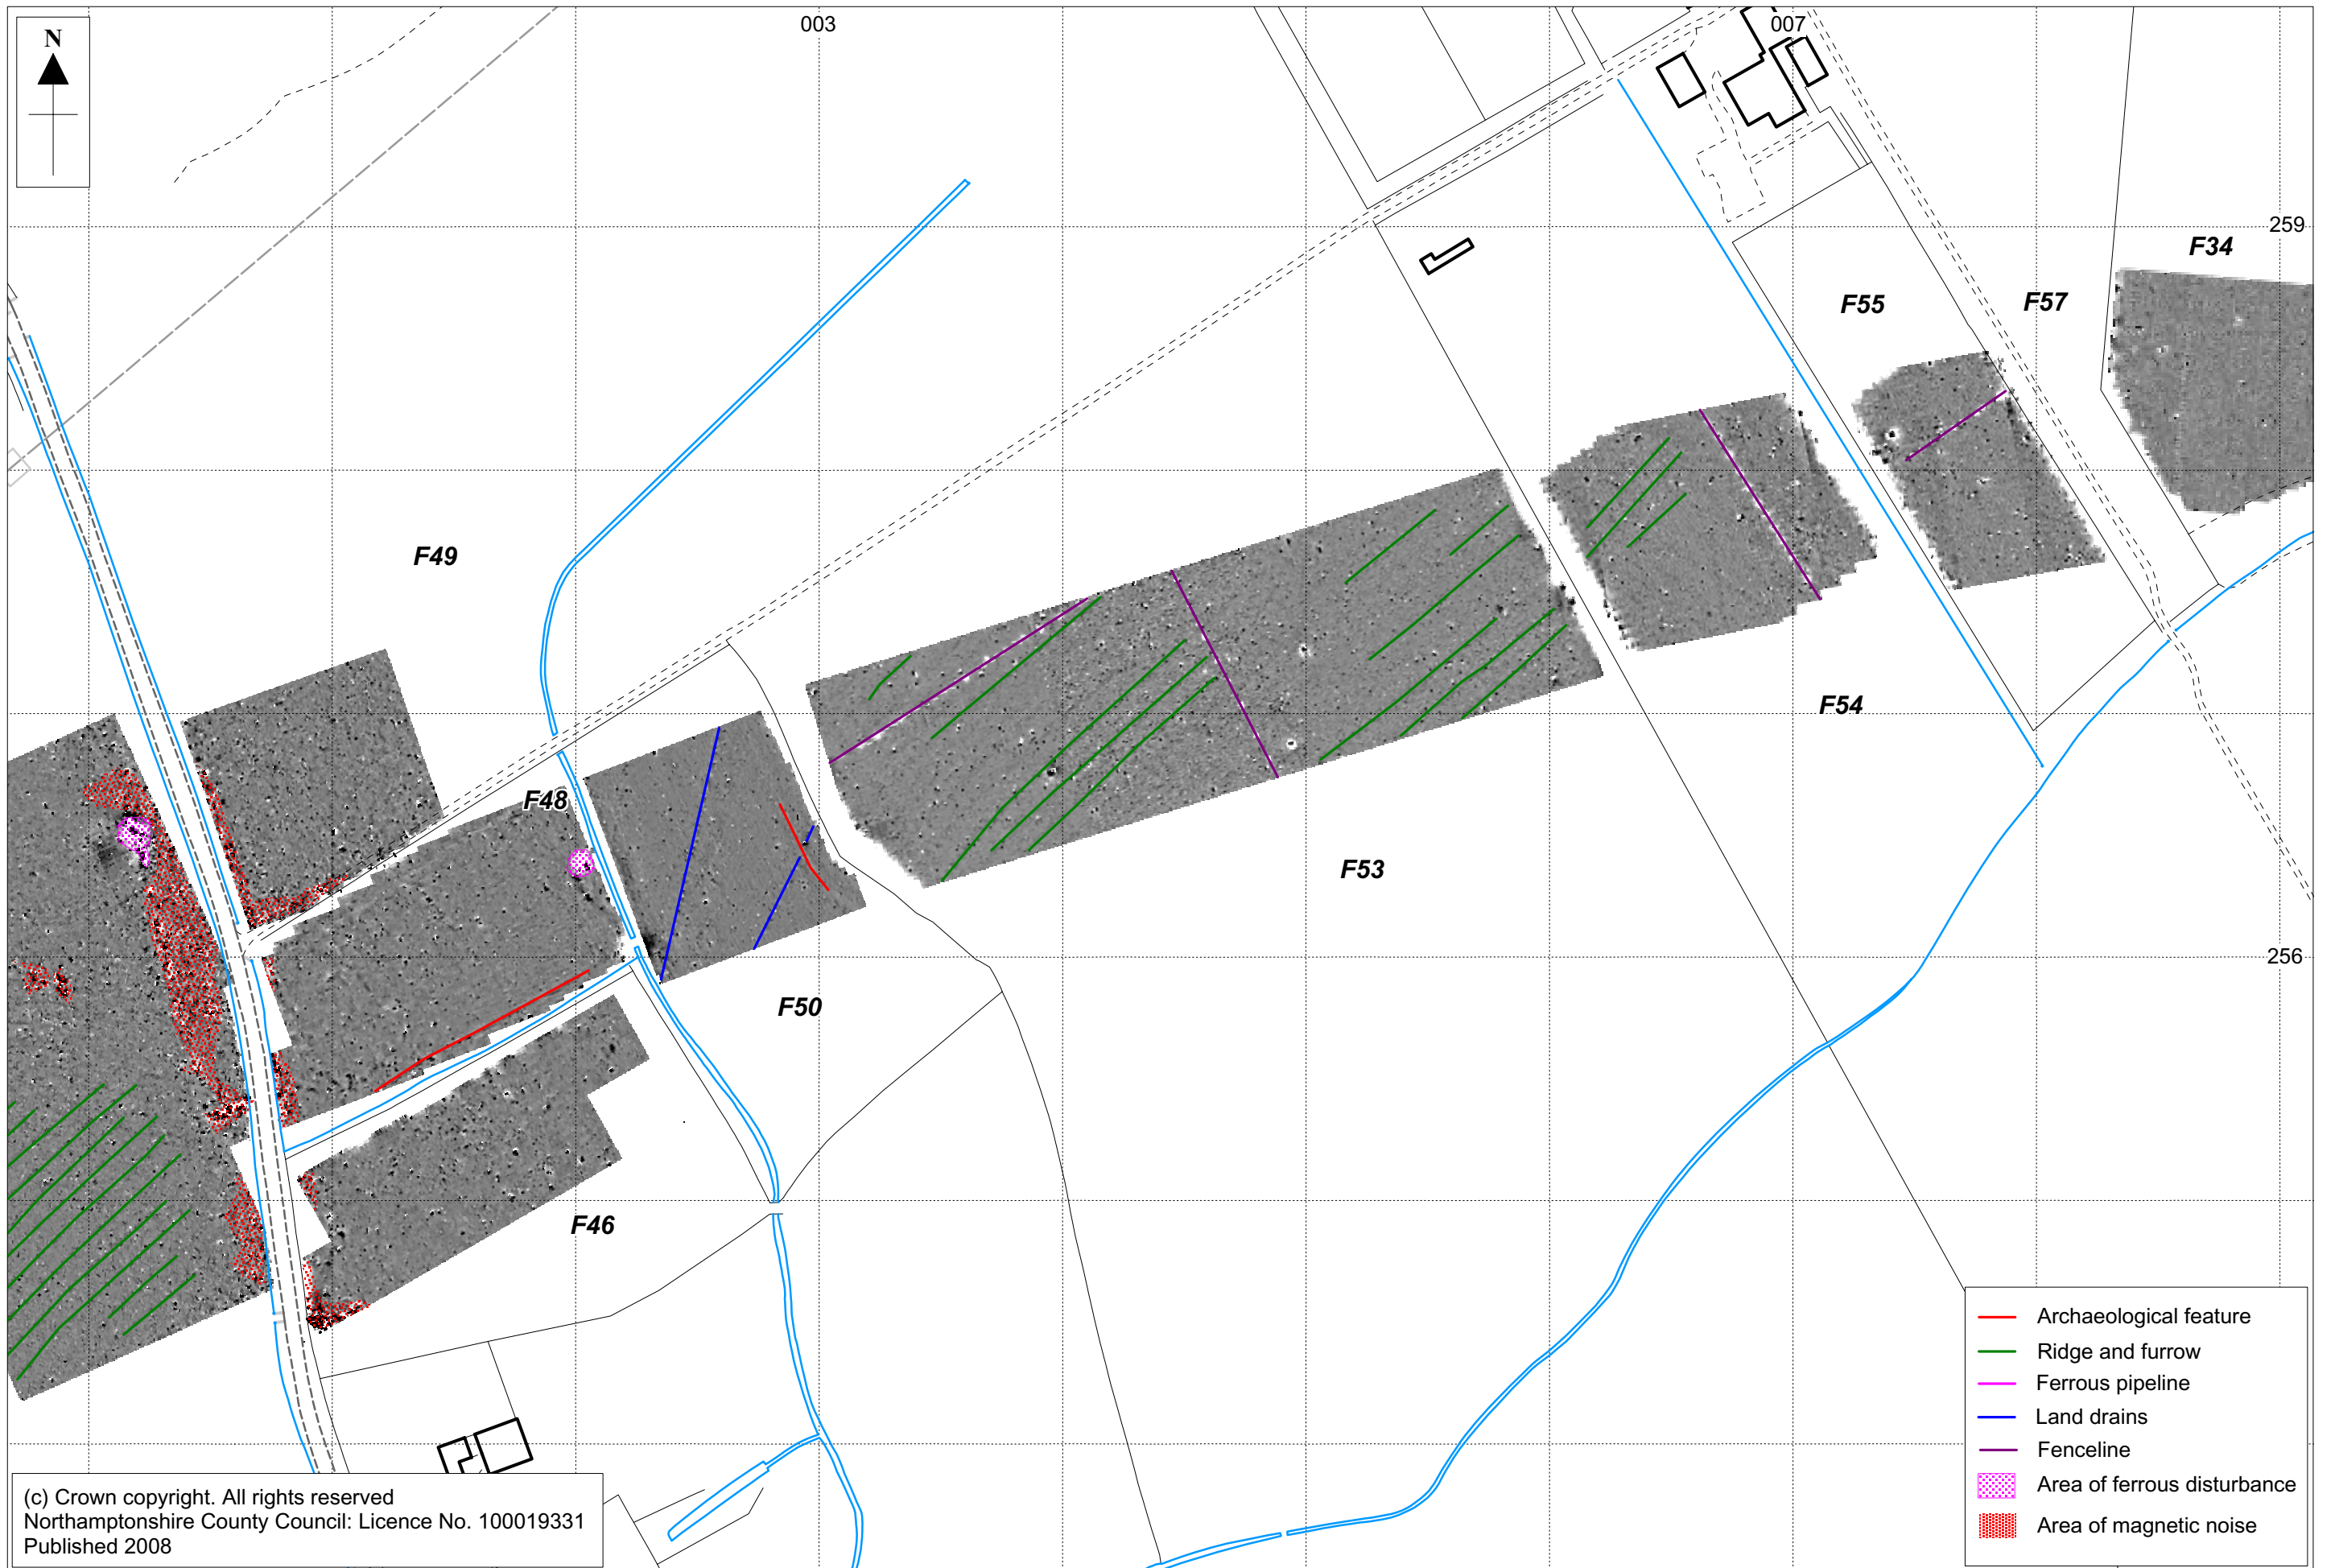 N
003
007
259
F34
F55
F57
F49
F54
F48
F53
256
F50
F46
Archaeological feature
Ridge and furrow
Ferrous pipeline
Land drains
Fenceline
Area of ferrous disturbance
Area of magnetic noise
(c) Crown copyright. All rights reserved
Northamptonshire County Council: Licence No. 100019331
Published 2008